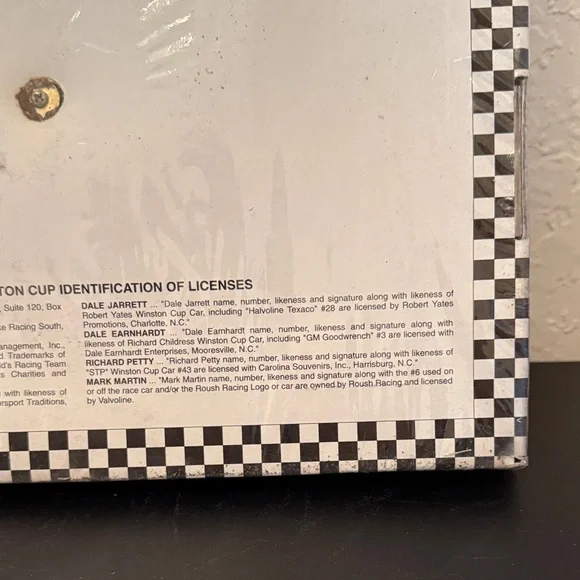 TON CUP IDENTIFICATION OF LICENSES
, Suite 120, Box
e Racing South,
anagement, Inc.,
d Trademarks of
d's Racing Team
s Charities and
with likeness of
orsport Traditions,
DALE JARRETT ... "Dale Jarrett name, number, likeness and signature along with likeness of
Robert Yates Winston Cup Car, including "Halvoline Texaco" #28 are licensed by Robert Yates
Promotions, Charlotte, N.C."
DALE EARNHARDT ... "Dale Earnhardt name, number, likeness and signature along with
likeness of Richard Childress Winston Cup Car, including "GM Goodwrench" #3 are licensed with
Dale Earnhardt Enterprises, Mooresville, N.C."
RICHARD PETTY ... "Richard Petty name, number, likeness and signature along with likeness of
"STP" Winston Cup Car #43 are licensed with Carolina Souvenirs, Inc., Harrisburg, N.C."
MARK MARTIN ... "Mark Martin name, number, likeness and signature along with the #6 used on
or off the race car and/or the Roush Racing Logo or car are owned by Roush Racing and licensed
by Valvoline.